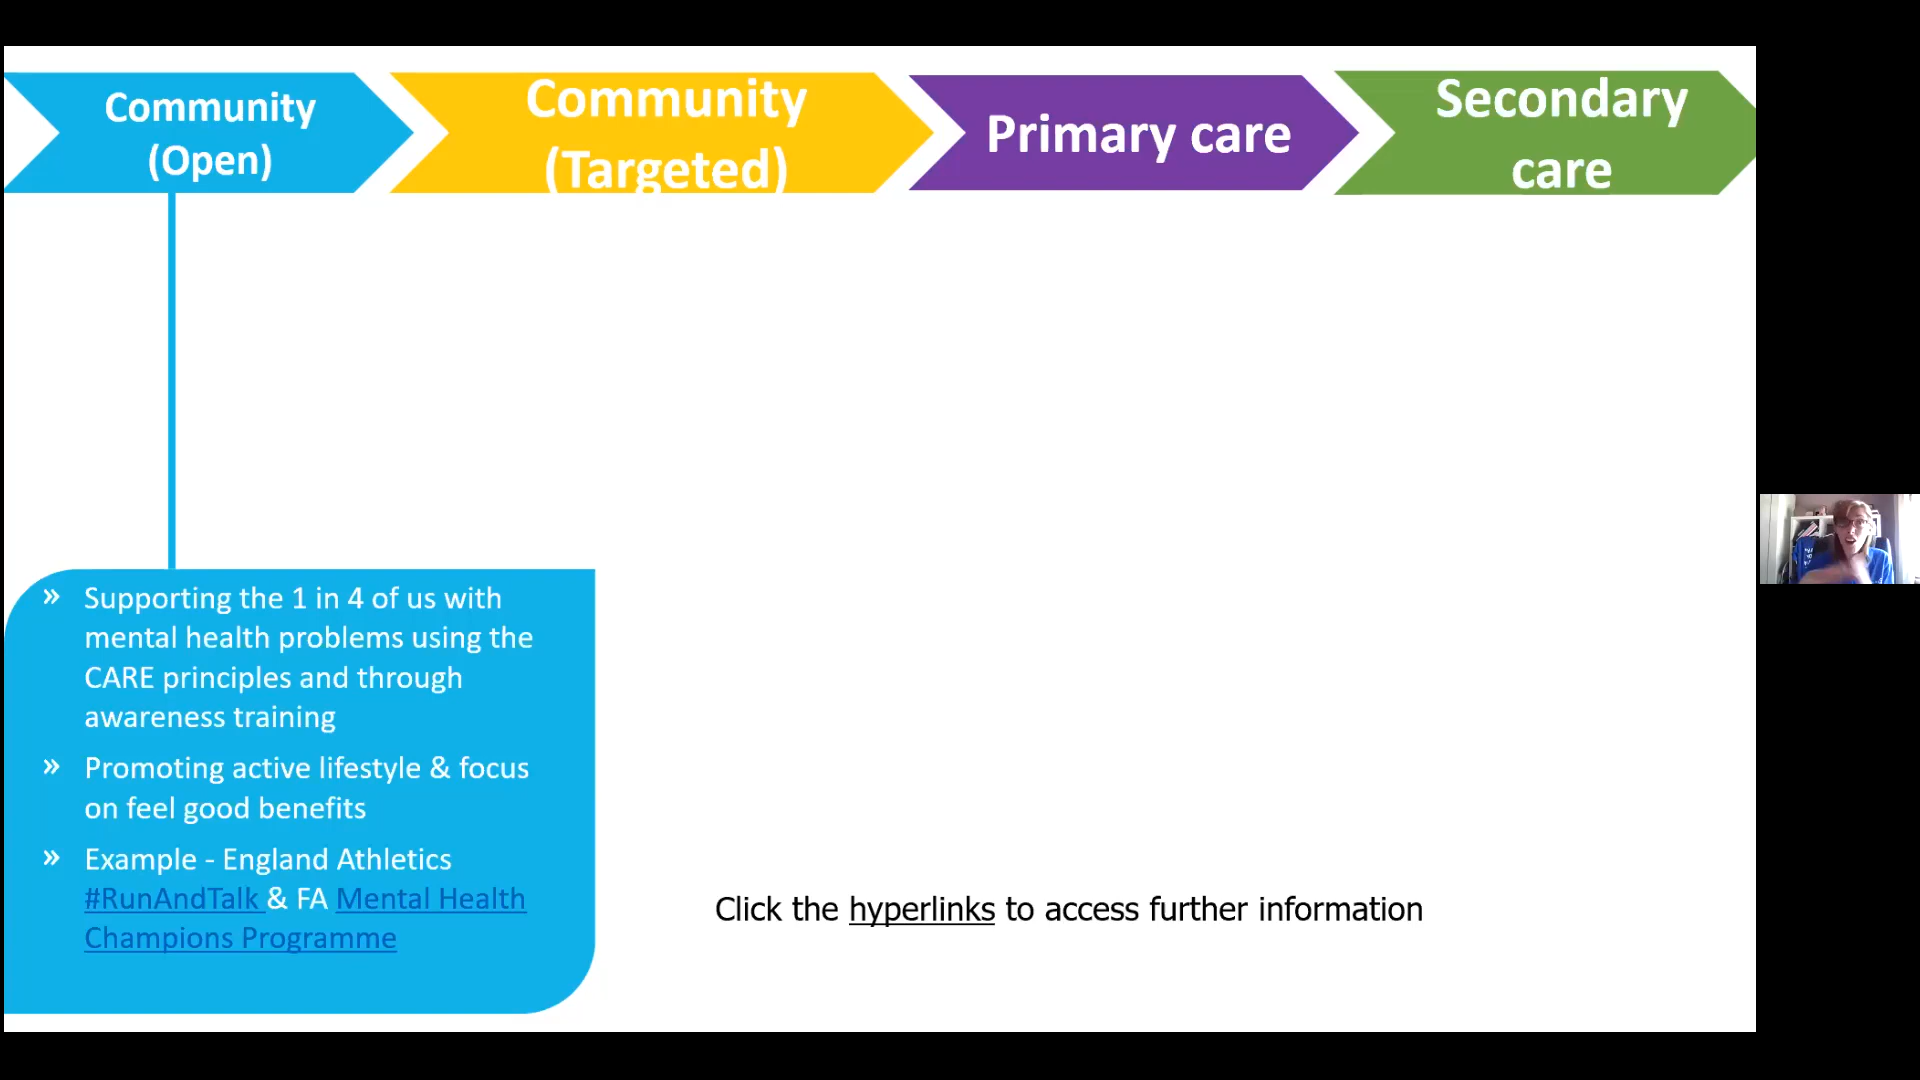 Community
(Open)
Community
(Targeted)
Primary care
Secondary
care
» Supporting the 1 in 4 of us with
mental health problems using the
CARE principles and through
awareness training
» Promoting active lifestyle & focus
on feel good benefits
» Example - England Athletics
#RunAndTalk & FA Mental Health
Champions Programme
Click the hyperlinks to access further information